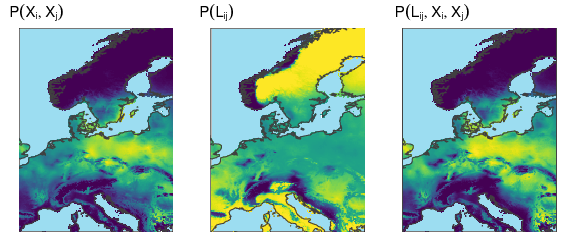 P(Xᵢ, Xⱼ)
P(Lᵢⱼ)
P(Lᵢⱼ, Xᵢ, Xⱼ)